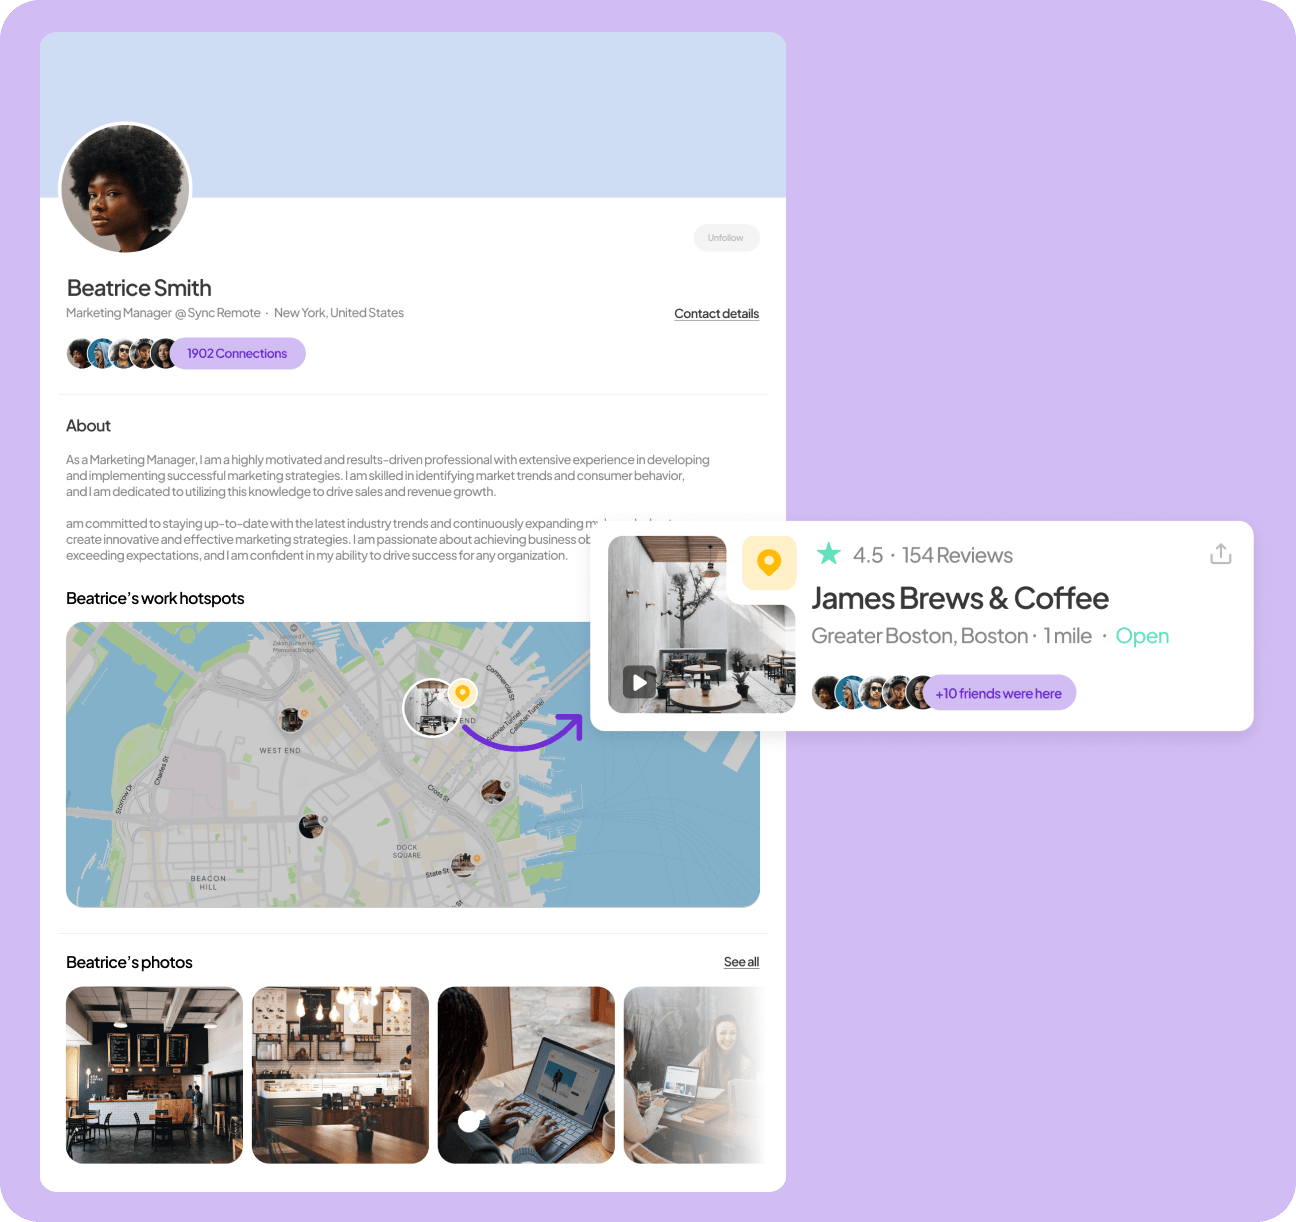 Unfollow
Beatrice Smith
Marketing Manager @ Sync Remote · New York, United States
Contact details
1902 Connections
About
As a Marketing Manager, I am a highly motivated and results-driven professional with extensive experience in developing
and implementing successful marketing strategies. I am skilled in identifying market trends and consumer behavior,
and I am dedicated to utilizing this knowledge to drive sales and revenue growth.
am committed to staying up-to-date with the latest industry trends and continuously expanding
create innovative and effective marketing strategies. I am passionate about achieving business
exceeding expectations, and I am confident in my ability to drive success for any organization.
4.5 · 154 Reviews
James Brews & Coffee
Greater Boston, Boston · 1 mile · Open
+10 friends were here
Beatrice's work hotspots
Leonard P.
Zakim Bunker Hill
Memorial Bridge
Commercial St
END
Sumner Tunnel
Callahan Tunnel
WEST END
Charles St
Storrow Dr
Cross St
DOCK
SQUARE
State St
BEACON
HILL
St
Beatrice's photos
See all